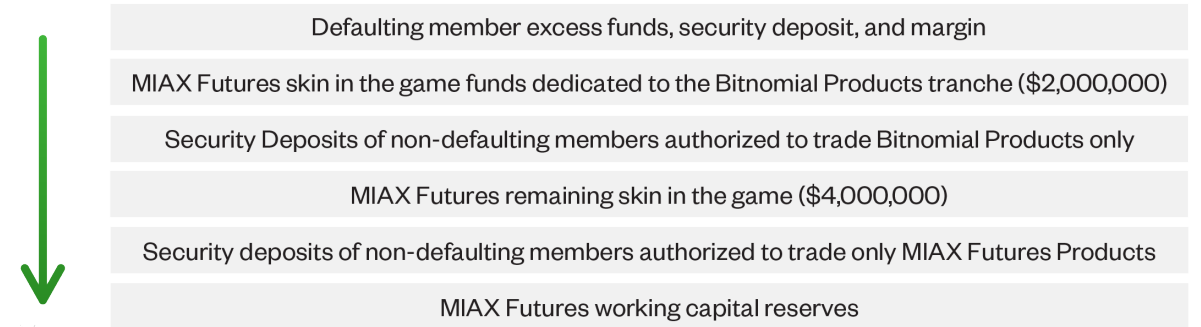 Defaulting member excess funds, security deposit, and margin
MIAX Futures skin in the game funds dedicated to the Bitnomial Products tranche ($2,000,000)
Security Deposits of non-defaulting members authorized to trade Bitnomial Products only
MIAX Futures remaining skin in the game ($4,000,000)
Security deposits of non-defaulting members authorized to trade only MIAX Futures Products
MIAX Futures working capital reserves